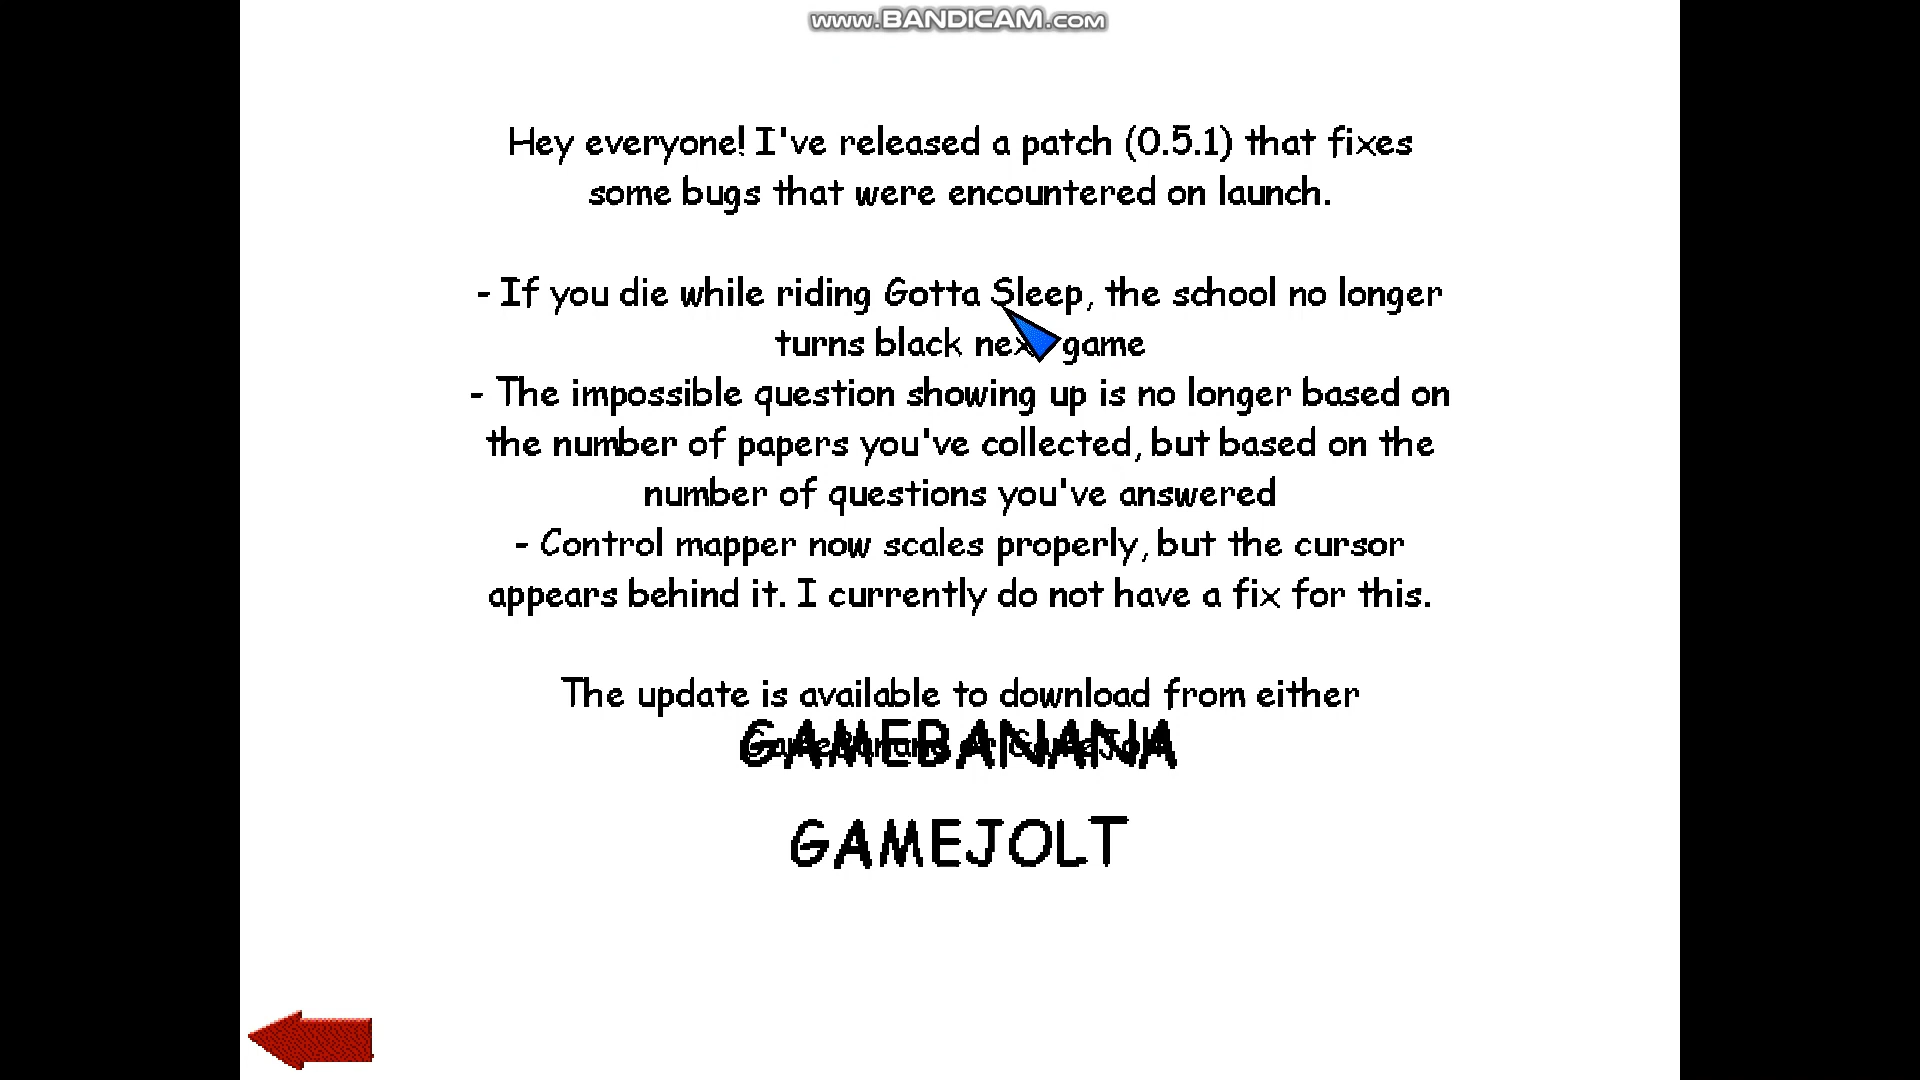 www.BANDICAM.com
Hey everyone! I've released a patch (0.5.1) that fixes
some bugs that were encountered on launch.
- If you die while riding Gotta Sleep, the school no longer
turns black next game
- The impossible question showing up is no longer based on
the number of papers you've collected, but based on the
number of questions you've answered
- Control mapper now scales properly, but the cursor
appears behind it. I currently do not have a fix for this.
The update is available to download from either
GameBanana or GameJolt
GAMEBANANA
GAMEJOLT